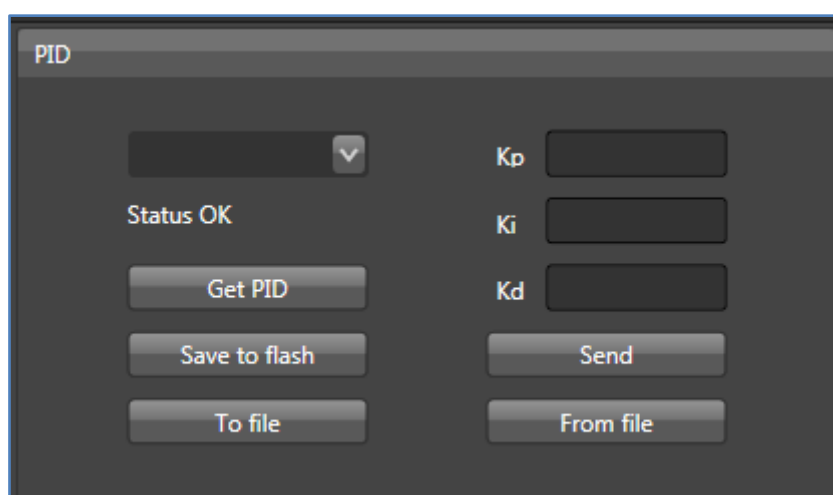 PID
Kp
Status OK
Ki
Get PID
Kd
Save to flash
Send
To file
From file